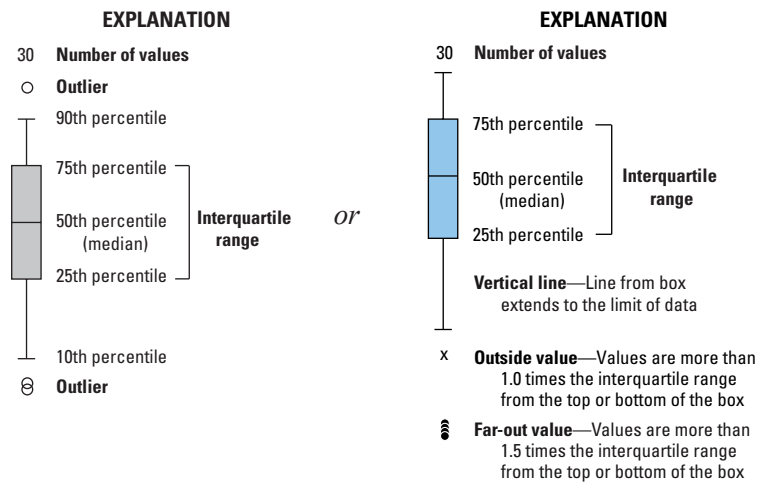 EXPLANATION
30 Number of values
Outlier
90th percentile
75th percentile
50th percentile
(median)
25th percentile
Interquartile
range
10th percentile
Outlier
or
EXPLANATION
30 Number of values
75th percentile
50th percentile
(median)
25th percentile
Interquartile
range
Vertical line—Line from box
extends to the limit of data
x Outside value—Values are more than
1.0 times the interquartile range
from the top or bottom of the box
Far-out value—Values are more than
1.5 times the interquartile range
from the top or bottom of the box